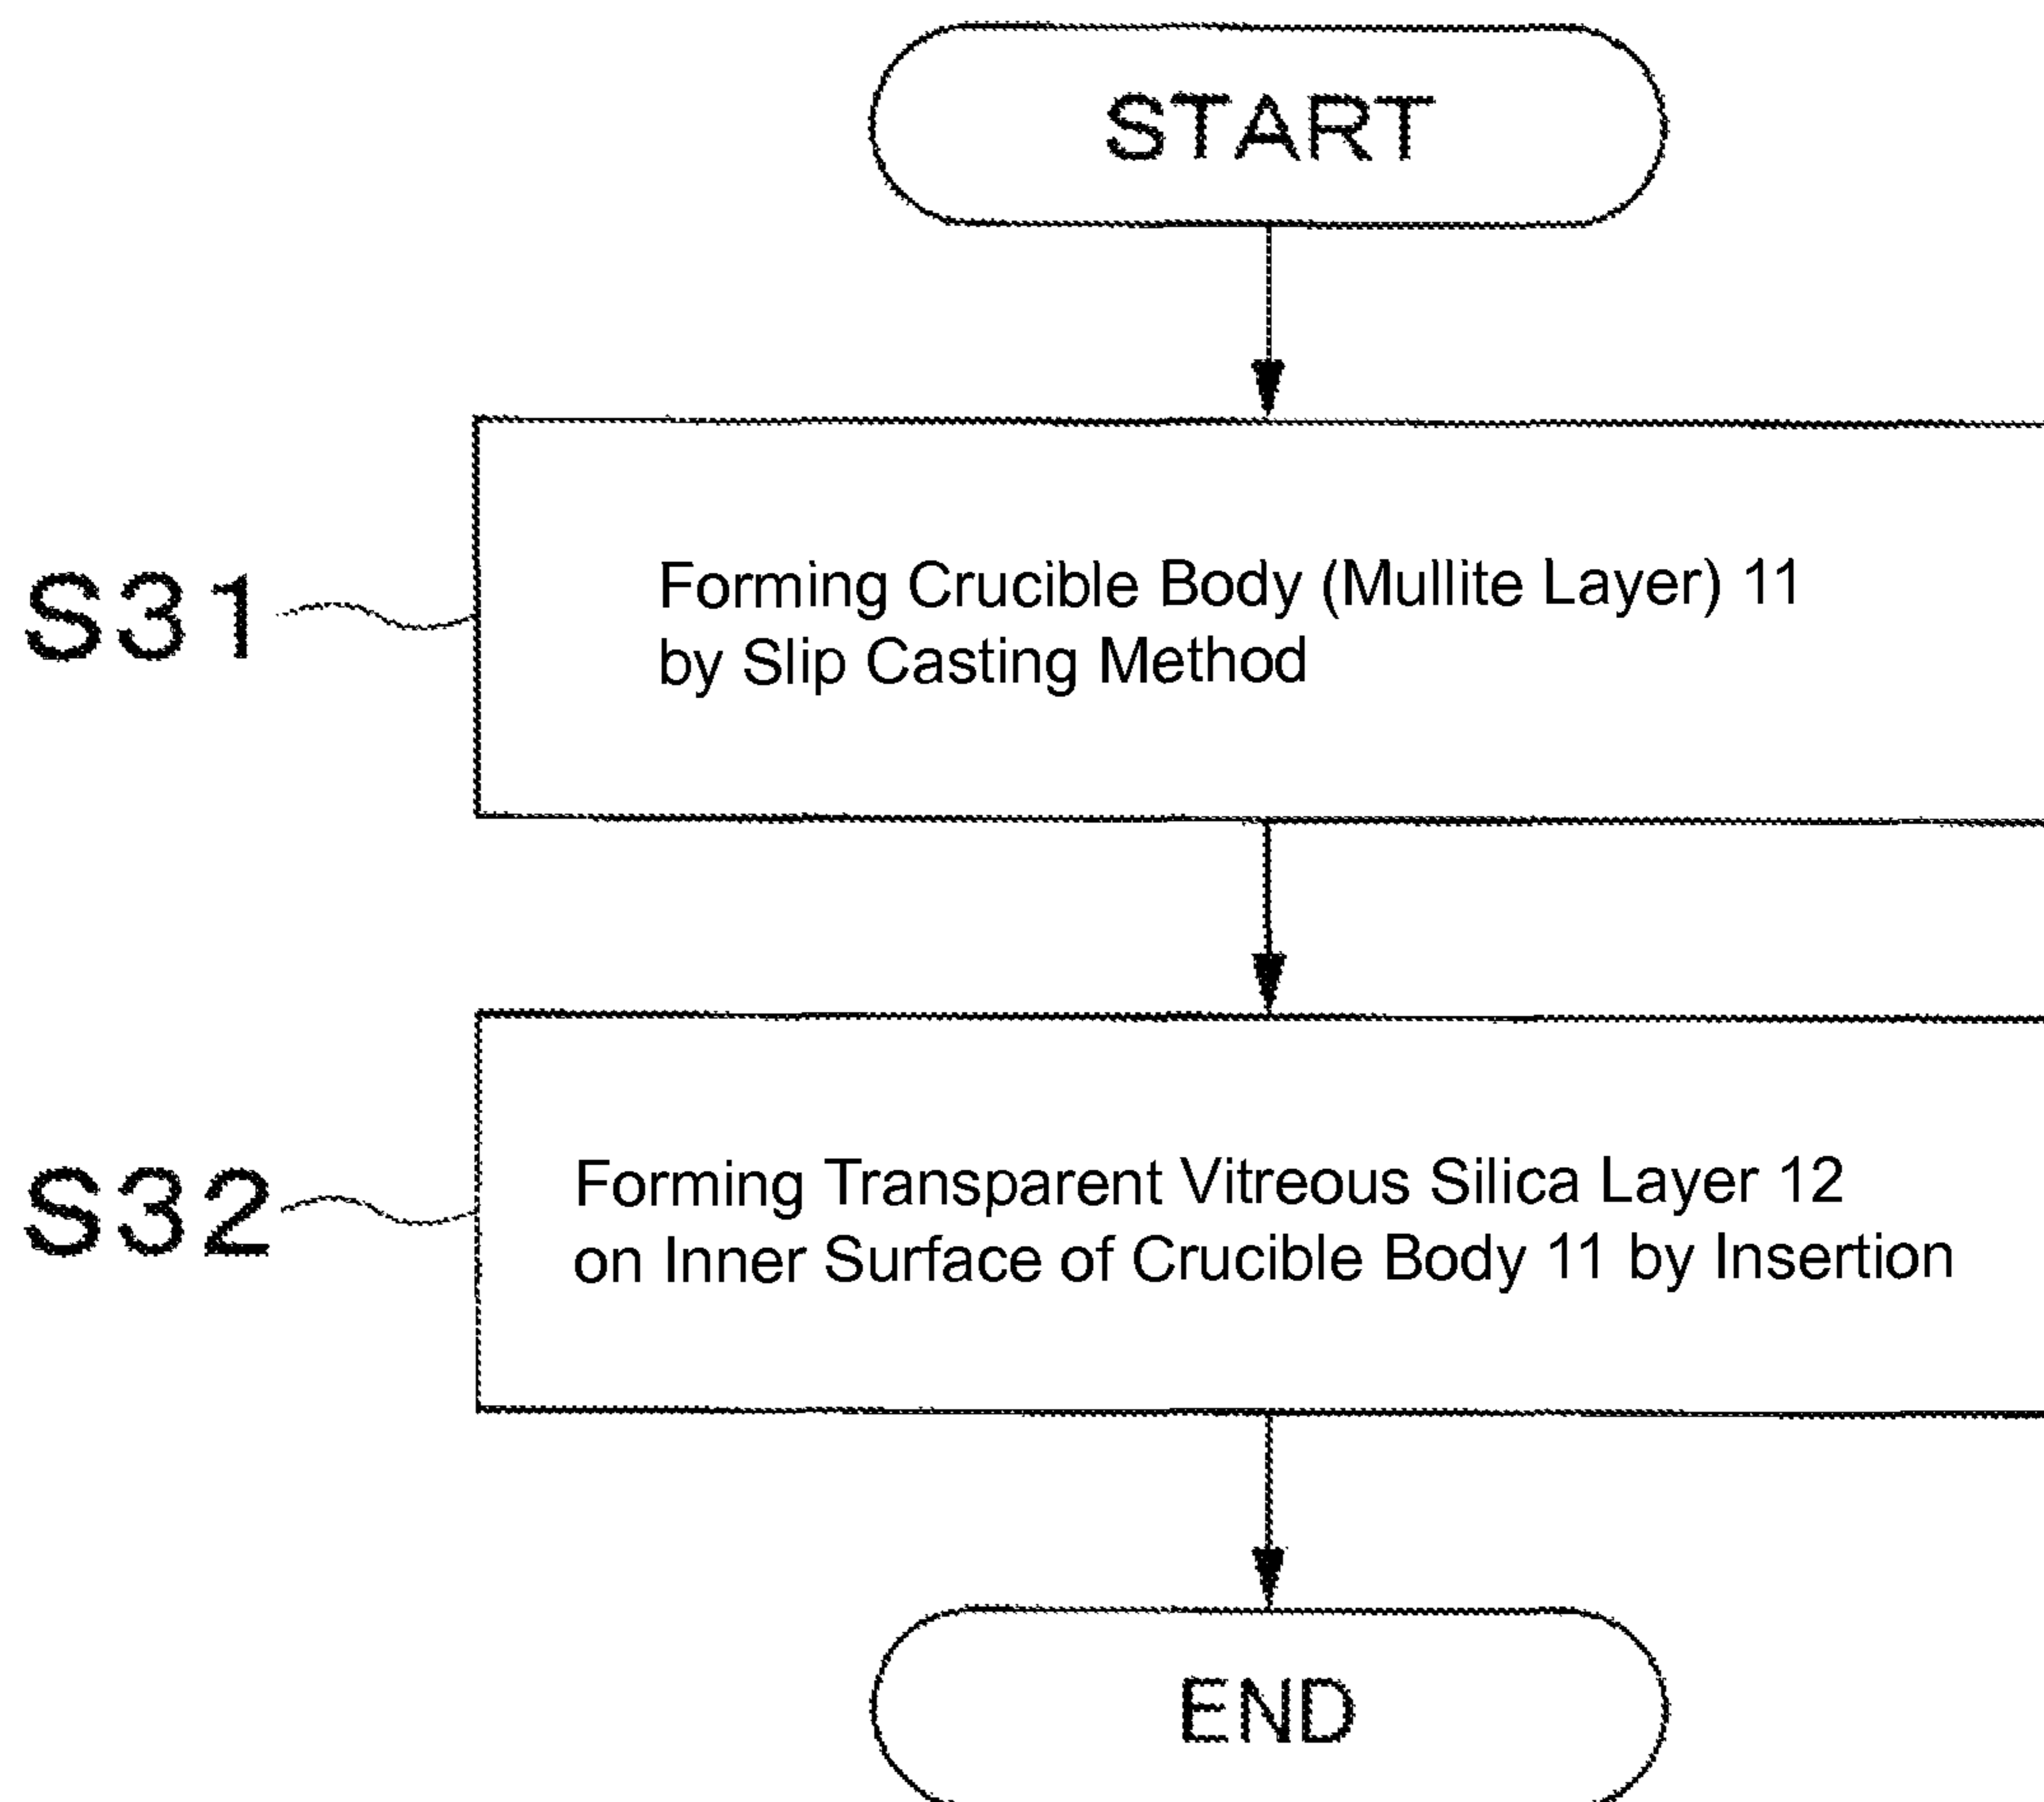 START
S31
Forming Crucible Body (Mullite Layer) 11
by Slip Casting Method
S32
Forming Transparent Vitreous Silica Layer 12
on Inner Surface of Crucible Body 11 by Insertion
END